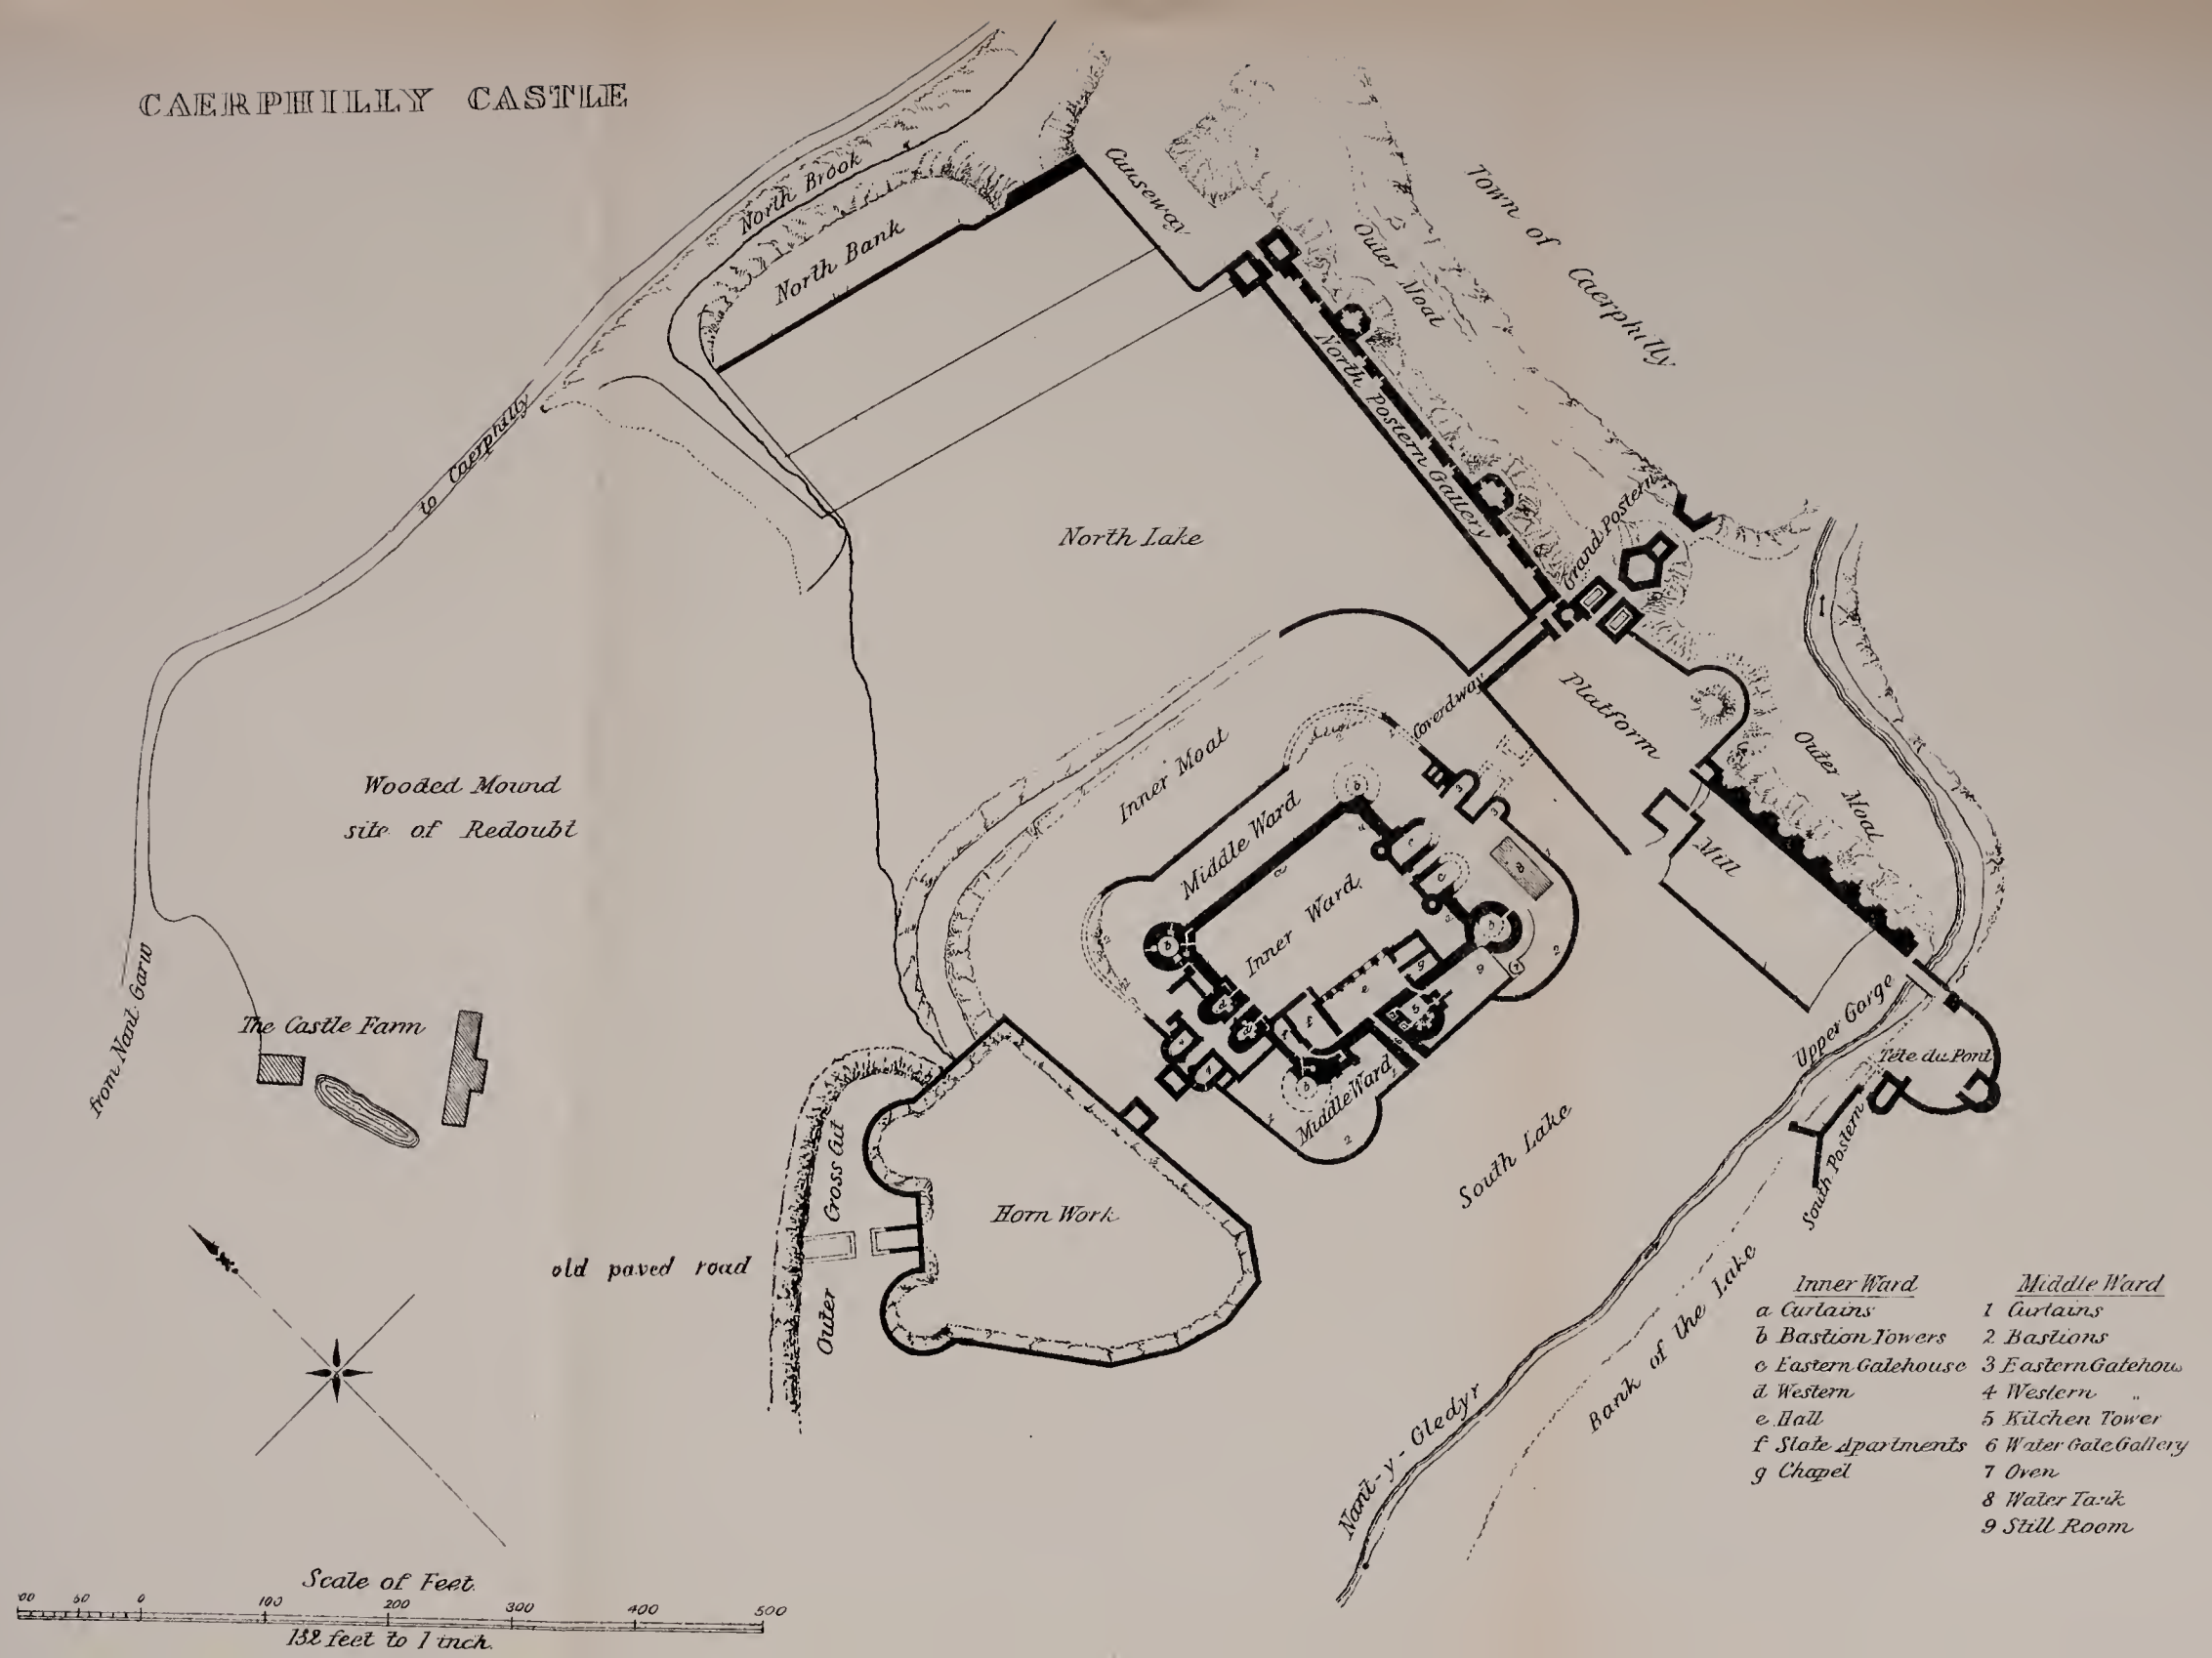 CAERPHILLY CASTLE
North Brook
North Bank
Causeway
Town of Caerphilly
Outer Moat
to Caerphilly
North Postern Gallery
Grand Postern
North Lake
Platform
Coverdway
Outer Moat
Inner Moat
Middle Ward
Inner Ward
Mill
Wooded Mound
site of Redoubt
from Nant Garw
The Castle Farm
Upper Gorge
Tête du Pont
South Postern
Middle Ward
South Lake
Horn Work
old paved road
Outer
Cross Cut
Nant-y-Gledyr
Bank of the Lake
Inner Ward
a Curtains
b Bastion Towers
c Eastern Gatehouse
d Western
e Hall
f State Apartments
g Chapel
Middle Ward
1 Curtains
2 Bastions
3 Eastern Gatehou
4 Western "
5 Kitchen Tower
6 Water Gate Gallery
7 Oven
8 Water Tank
9 Still Room
Scale of Feet.
00 50 0 100 200 300 400 500
132 feet to 1 inch.